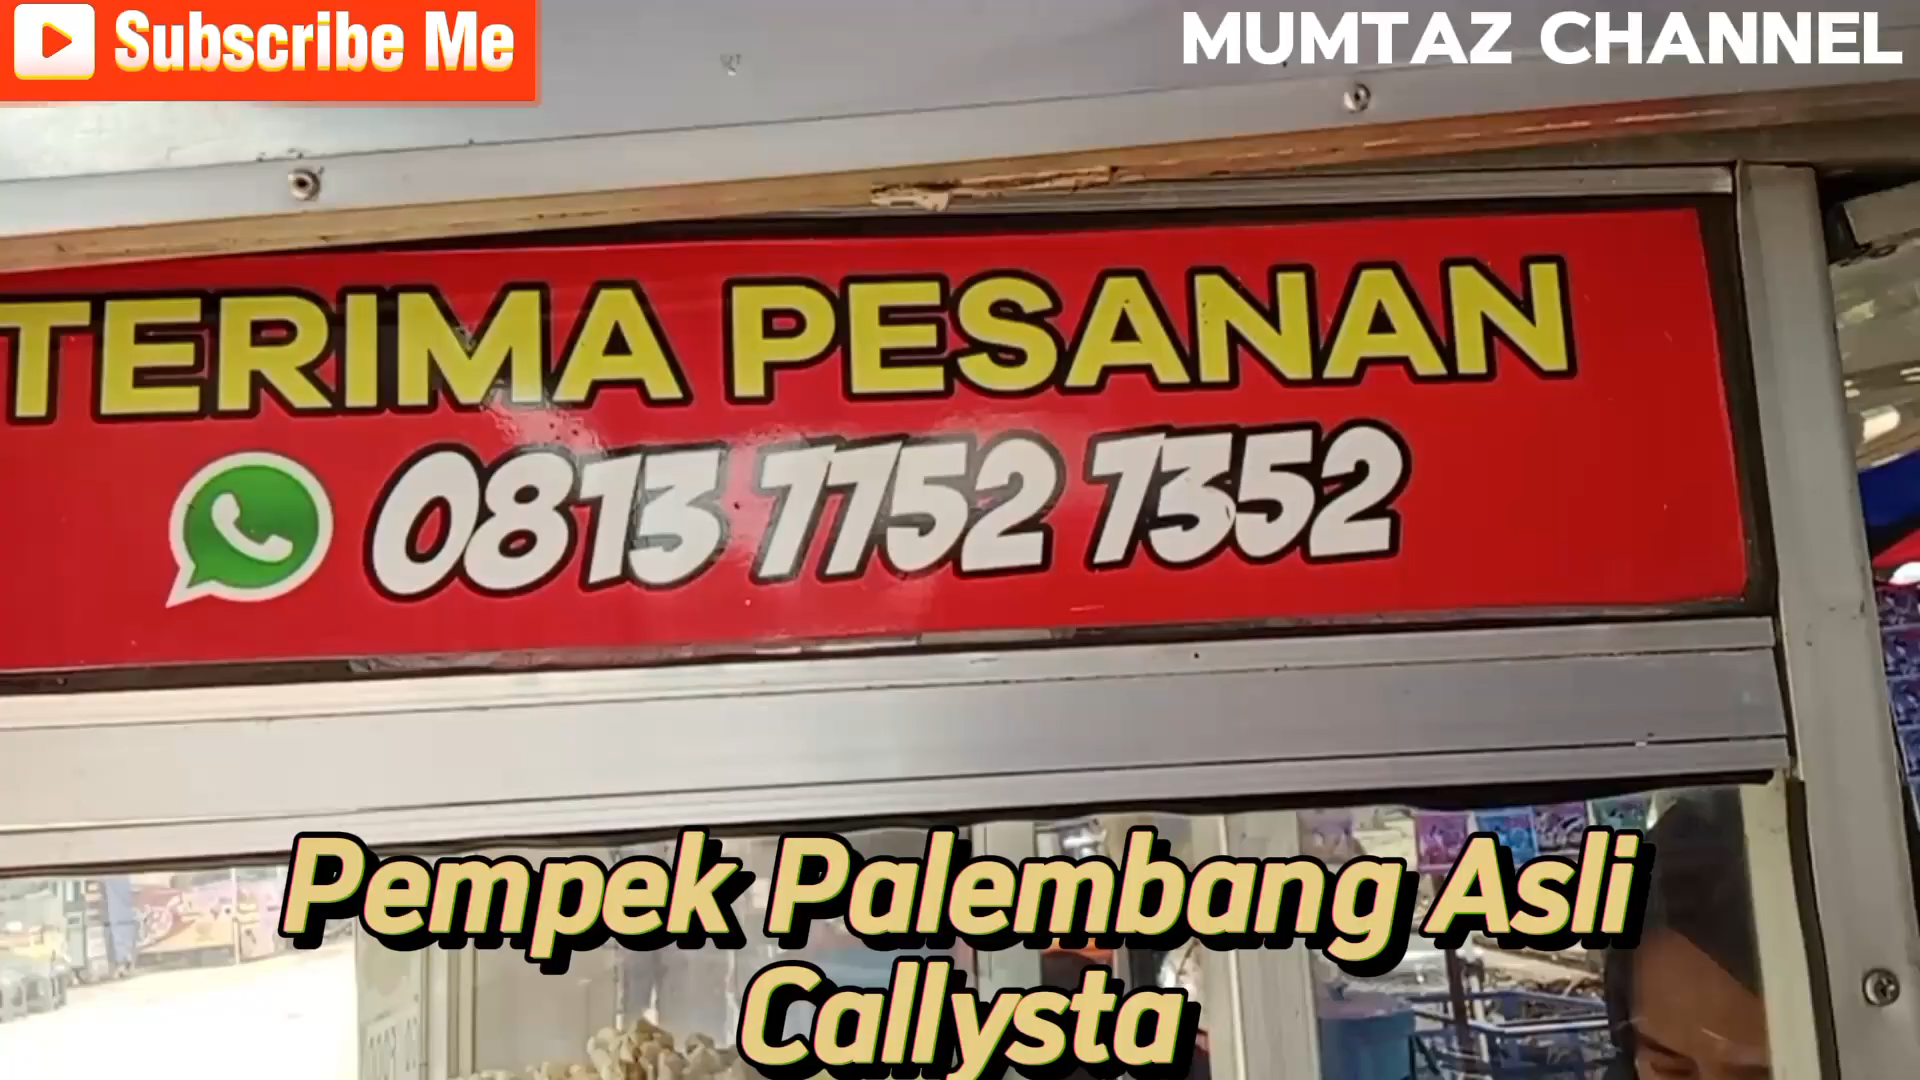 Subscribe Me
MUMTAZ CHANNEL
TERIMA PESANAN
0813 7752 7352
Pempek Palembang Asli
Callysta